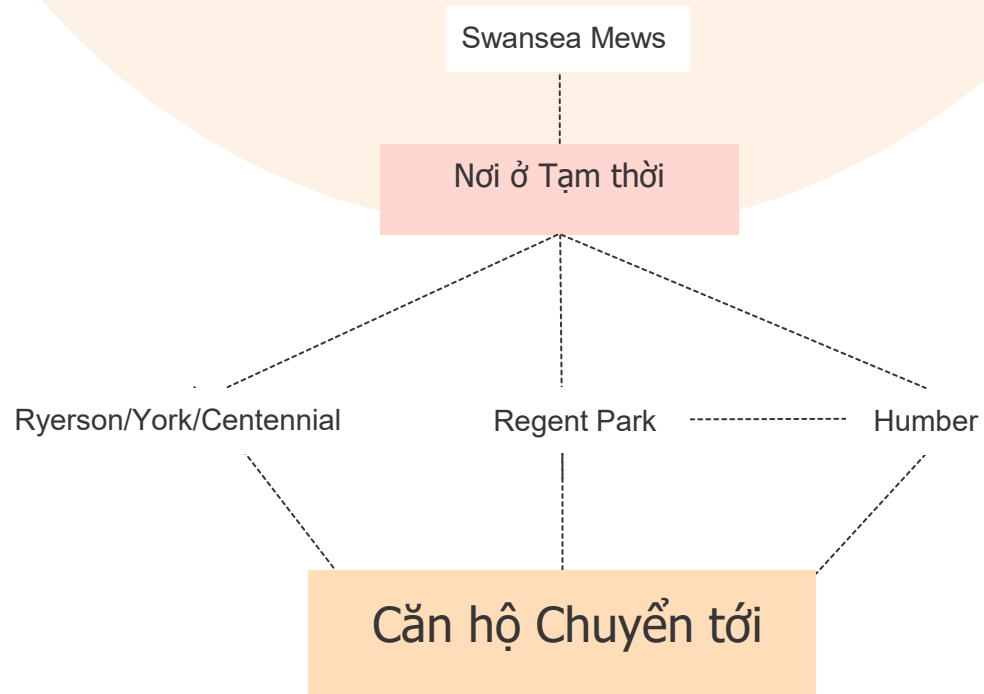 Swansea Mews
Nơi ở Tạm thời
Ryerson/York/Centennial
Regent Park
Humber
Căn hộ Chuyển tới